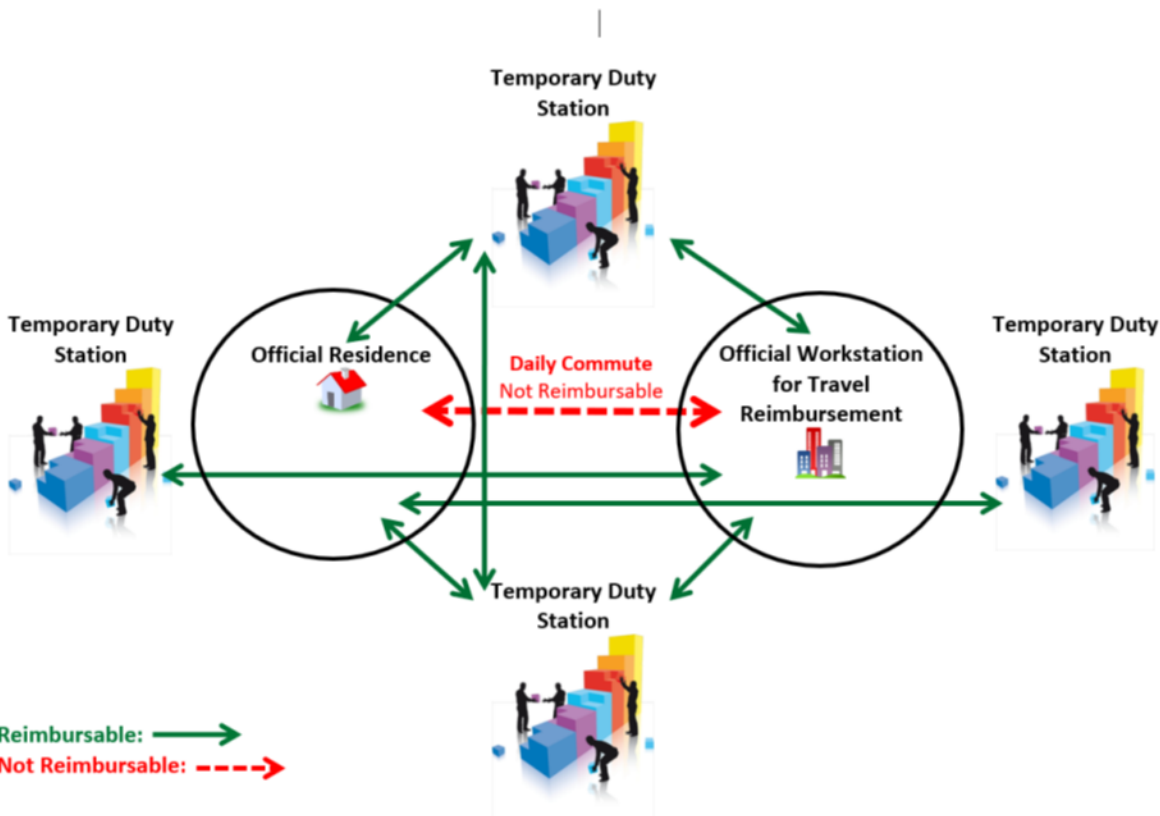 Temporary Duty
Station
Temporary Duty
Station
Official Residence
Daily Commute
Not Reimbursable
Official Workstation
for Travel
Reimbursement
Temporary Duty
Station
Temporary Duty
Station
Reimbursable:
Not Reimbursable: